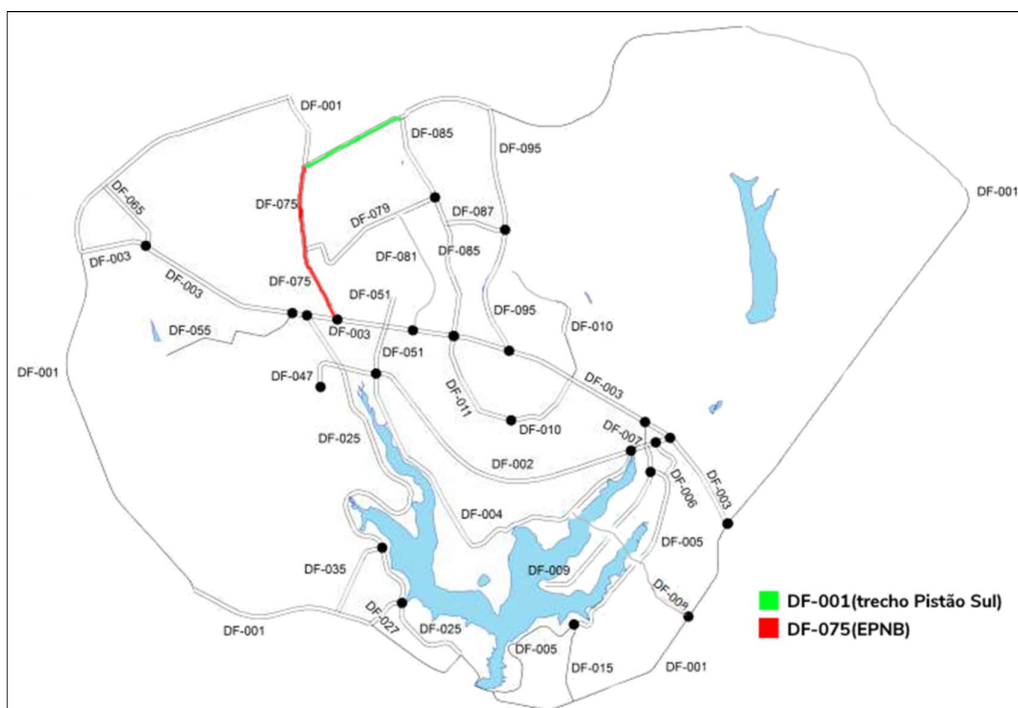 DF-001
DF-085
DF-095
DF-001
DF-065
DF-075
DF-079
DF-087
DF-081
DF-085
DF-003
DF-003
DF-075
DF-051
DF-095
DF-010
DF-055
DF-003
DF-051
DF-001
DF-047
DF-003
DF-011
DF-010
DF-025
DF-007
DF-002
DF-006
DF-003
DF-004
DF-005
DF-035
DF-009
DF-008
DF-001(trecho Pistão Sul)
DF-075(EPNB)
DF-001
DF-027
DF-025
DF-005
DF-015
DF-001